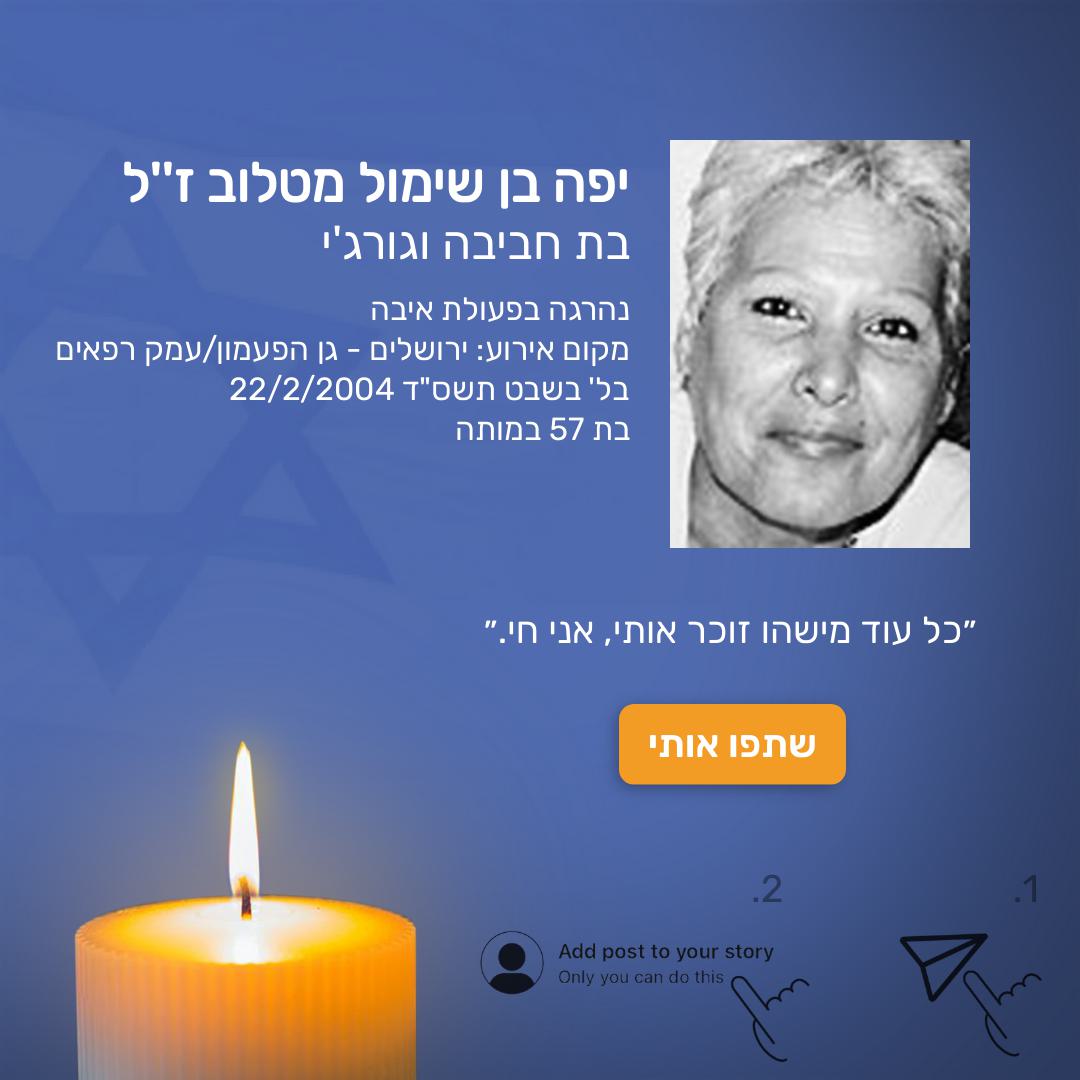 יפה בן שימול מטלוב ז"ל
בת חביבה וגורג'י
נהרגה בפעולת איבה
מקום אירוע: ירושלים - גן הפעמון/עמק רפאים
בל' בשבט תשס"ד 22/2/2004
בת 57 במותה
"כל עוד מישהו זוכר אותי, אני חי."
שתפו אותי
1.
2.
Add post to your story
Only you can do this